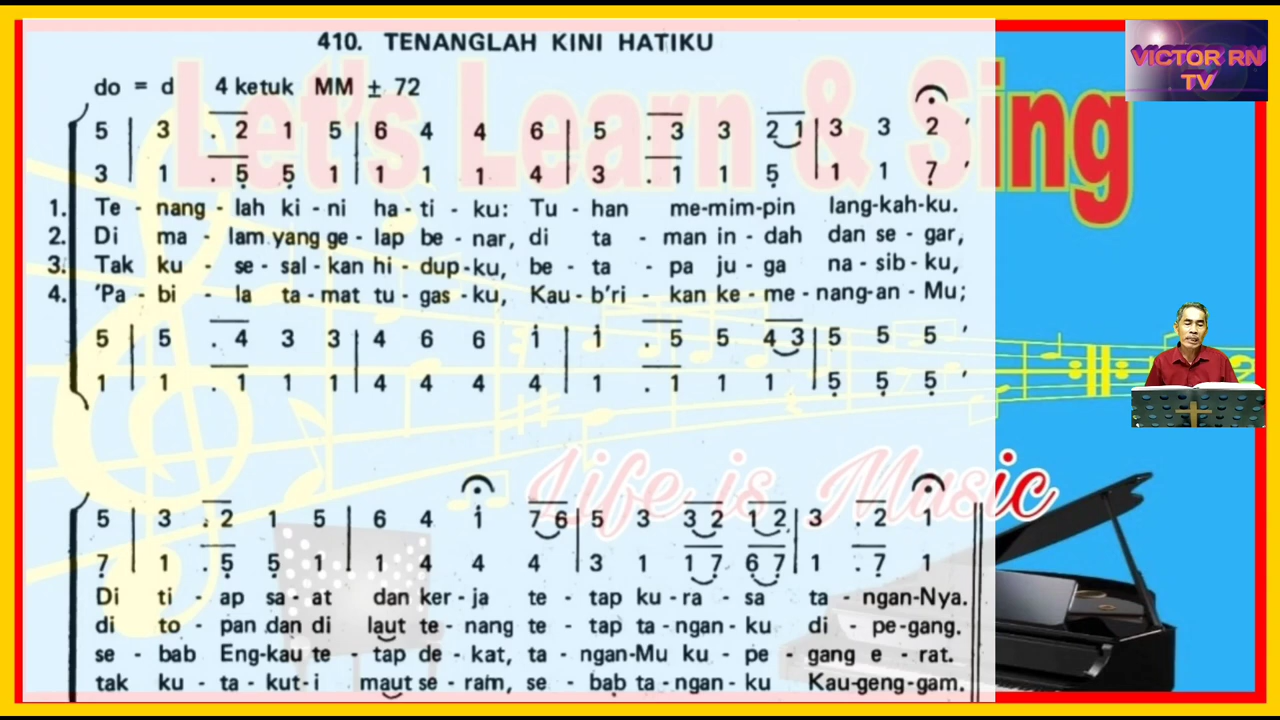 410. TENANGLAH KINI HATIKU
VICTOR RN
TV
do = d 4 ketuk MM ± 72
5 | 3 . 2 1 5 | 6 4 4 6 | 5 . 3 3 2 1 | 3 3 2 ’
3 | 1 . 5̣ 5̣ 1 | 1 1 1 4 | 3 . 1 1 5̣ | 1 1 7̣ ’
Let's Learn & Sing
1. Te - nang - lah ki - ni ha - ti - ku: Tu - han me-mim-pin lang-kah-ku.
2. Di ma - lam yang ge - lap be - nar, di ta - man in - dah dan se - gar,
3. Tak ku - se - sal - kan hi - dup-ku, be - ta - pa ju - ga na - sib - ku,
4. 'Pa - bi - la ta - mat tu - gas - ku, Kau - b'ri - kan ke - me - nang-an - Mu;
5 | 5 . 4 3 3 | 4 6 6 i | i . 5 5 4 3 | 5 5 5 ’
1 | 1 . 1 1 1 | 4 4 4 4 | 1 . 1 1 1 | 5̣ 5̣ 5̣ ’
Life is Music
5 | 3 . 2 1 5 | 6 4 i 7 6 | 5 3 3 2 1 2 | 3 . 2 1
7̣ | 1 . 5̣ 5̣ 1 | 1 4 4 4 | 3 1 1 7̣ 6̣ 7̣ | 1 . 7̣ 1
Di ti - ap sa - at dan ker - ja te - tap ku - ra - sa ta - ngan-Nya.
di to - pan dan di laut te - nang te - tap ta - ngan - ku di - pe-gang.
se - bab Eng-kau te - tap de - kat, ta - ngan-Mu ku - pe - gang e - rat.
tak ku - ta - kut - i maut se - ram, se - bab ta - ngan - ku Kau-geng-gam.